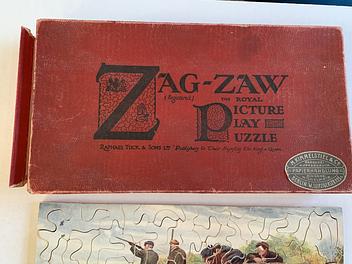 ZAG-ZAW
(Registered)
THE ROYAL
PICTURE
PLAY
PUZZLE
RAPHAEL TUCK & SONS LTD Publishers to Their Majesties The King & Queen.
PAPIERHANDLUNG